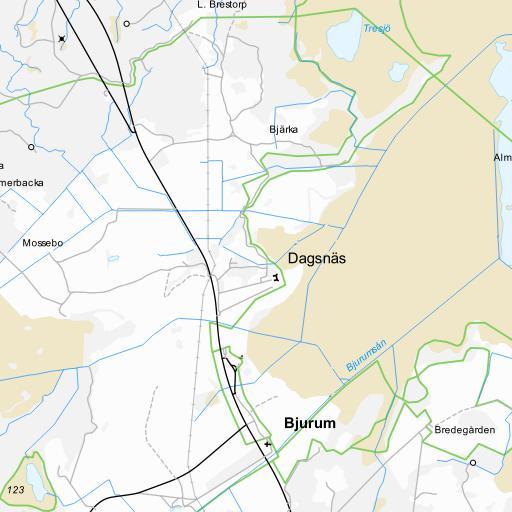 L. Brestorp
Tresjö
Bjärka
a
Alm
merbacka
Mossebo
Dagsnäs
Bjurumsån
Bjurum
Bredegården
123